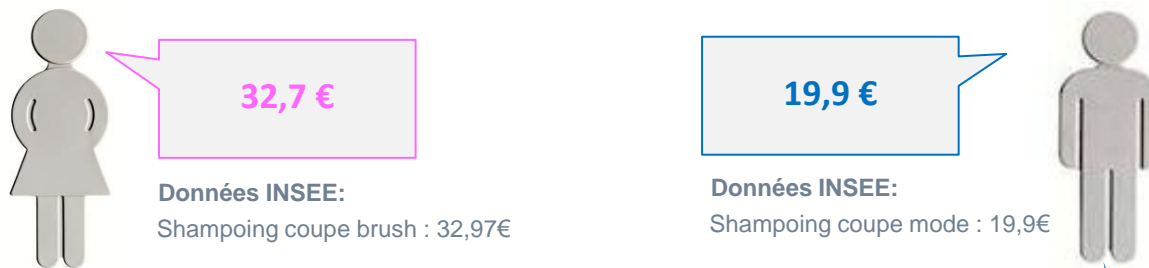 32,7 €
Données INSEE:
Shampoing coupe brush : 32,97€
19,9 €
Données INSEE:
Shampoing coupe mode : 19,9€